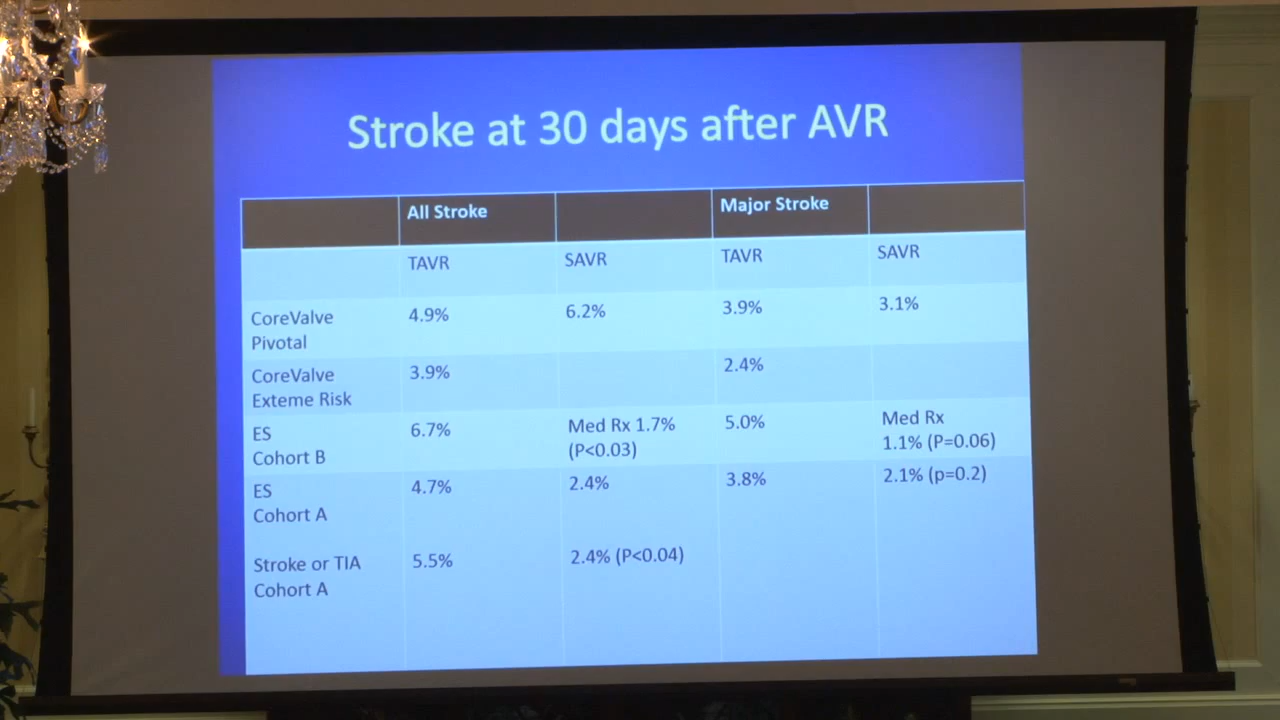 Stroke at 30 days after AVR
All Stroke Major Stroke
TAVR SAVR TAVR SAVR
CoreValve Pivotal 4.9% 6.2% 3.9% 3.1%
CoreValve Exteme Risk 3.9% 2.4%
ES Cohort B 6.7% Med Rx 1.7% (P<0.03) 5.0% Med Rx 1.1% (P=0.06)
ES Cohort A 4.7% 2.4% 3.8% 2.1% (p=0.2)
Stroke or TIA Cohort A 5.5% 2.4% (P<0.04)